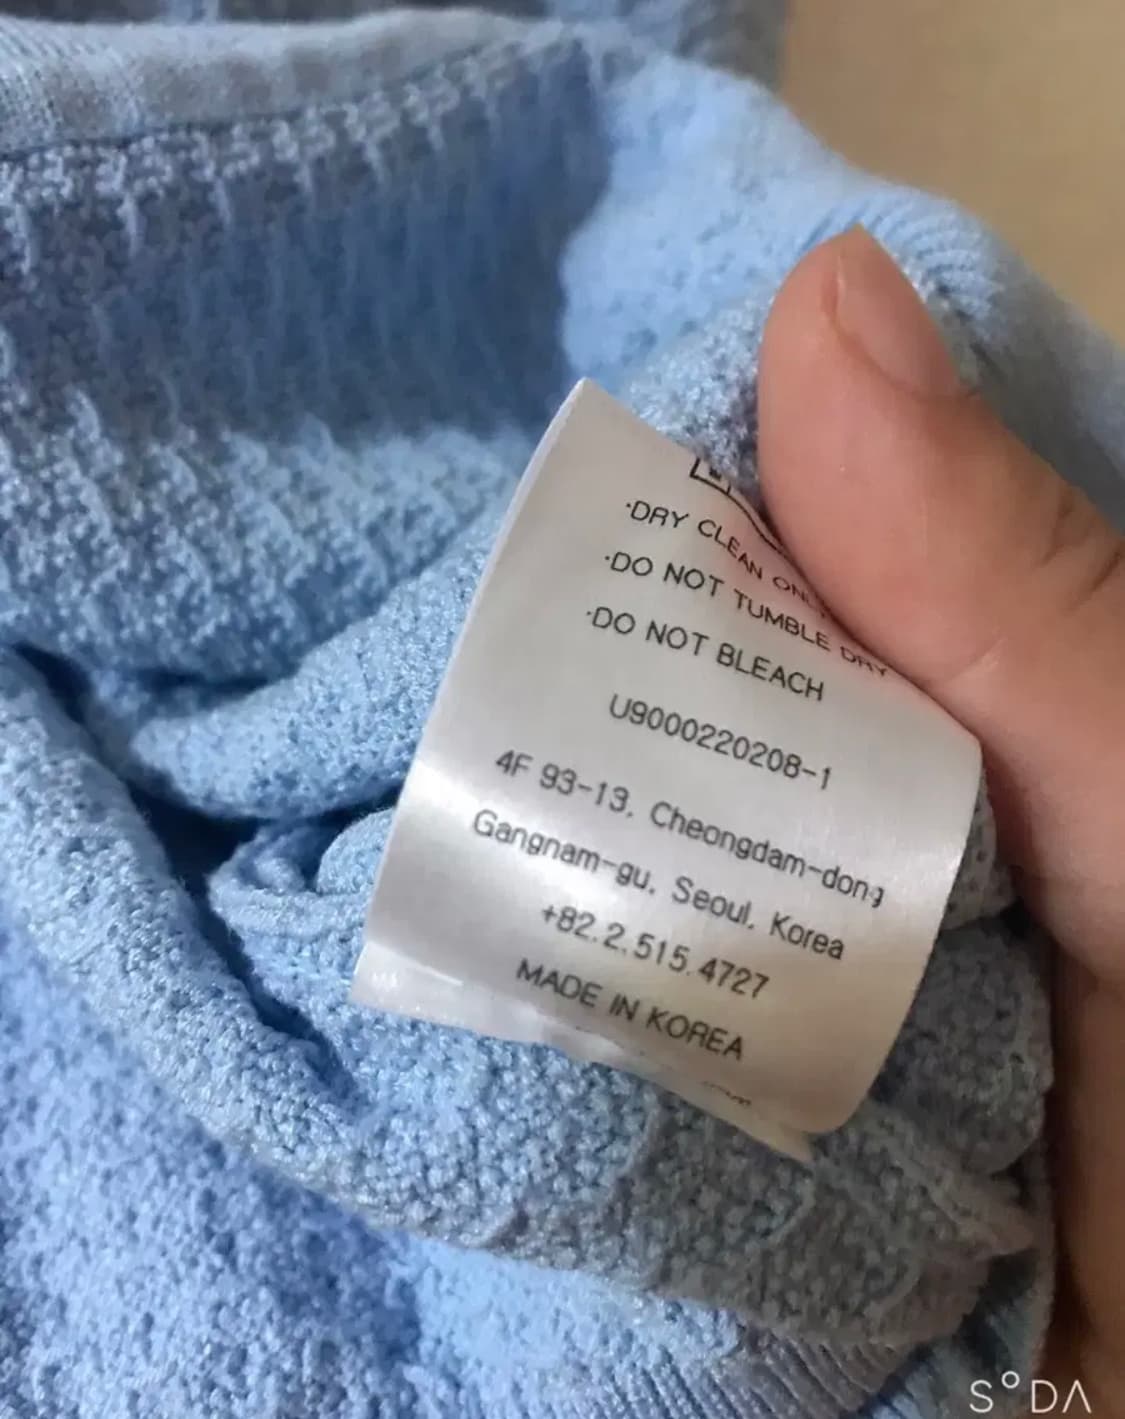 ·DRY CLEAN ONLY
·DO NOT TUMBLE DRY
·DO NOT BLEACH
U9000220208-1
4F 93-13, Cheongdam-dong
Gangnam-gu, Seoul, Korea
+82.2.515.4727
MADE IN KOREA
S°DA